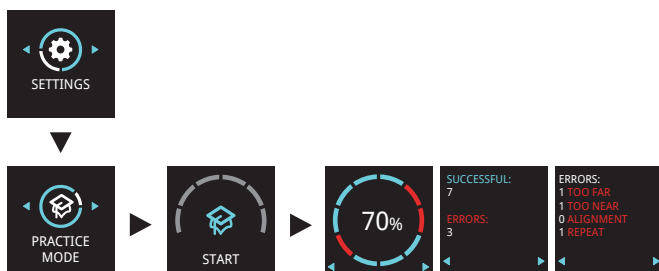 SETTINGS
PRACTICE
MODE
START
70%
SUCCESSFUL:
7
ERRORS:
3
ERRORS:
1 TOO FAR
1 TOO NEAR
0 ALIGNMENT
1 REPEAT